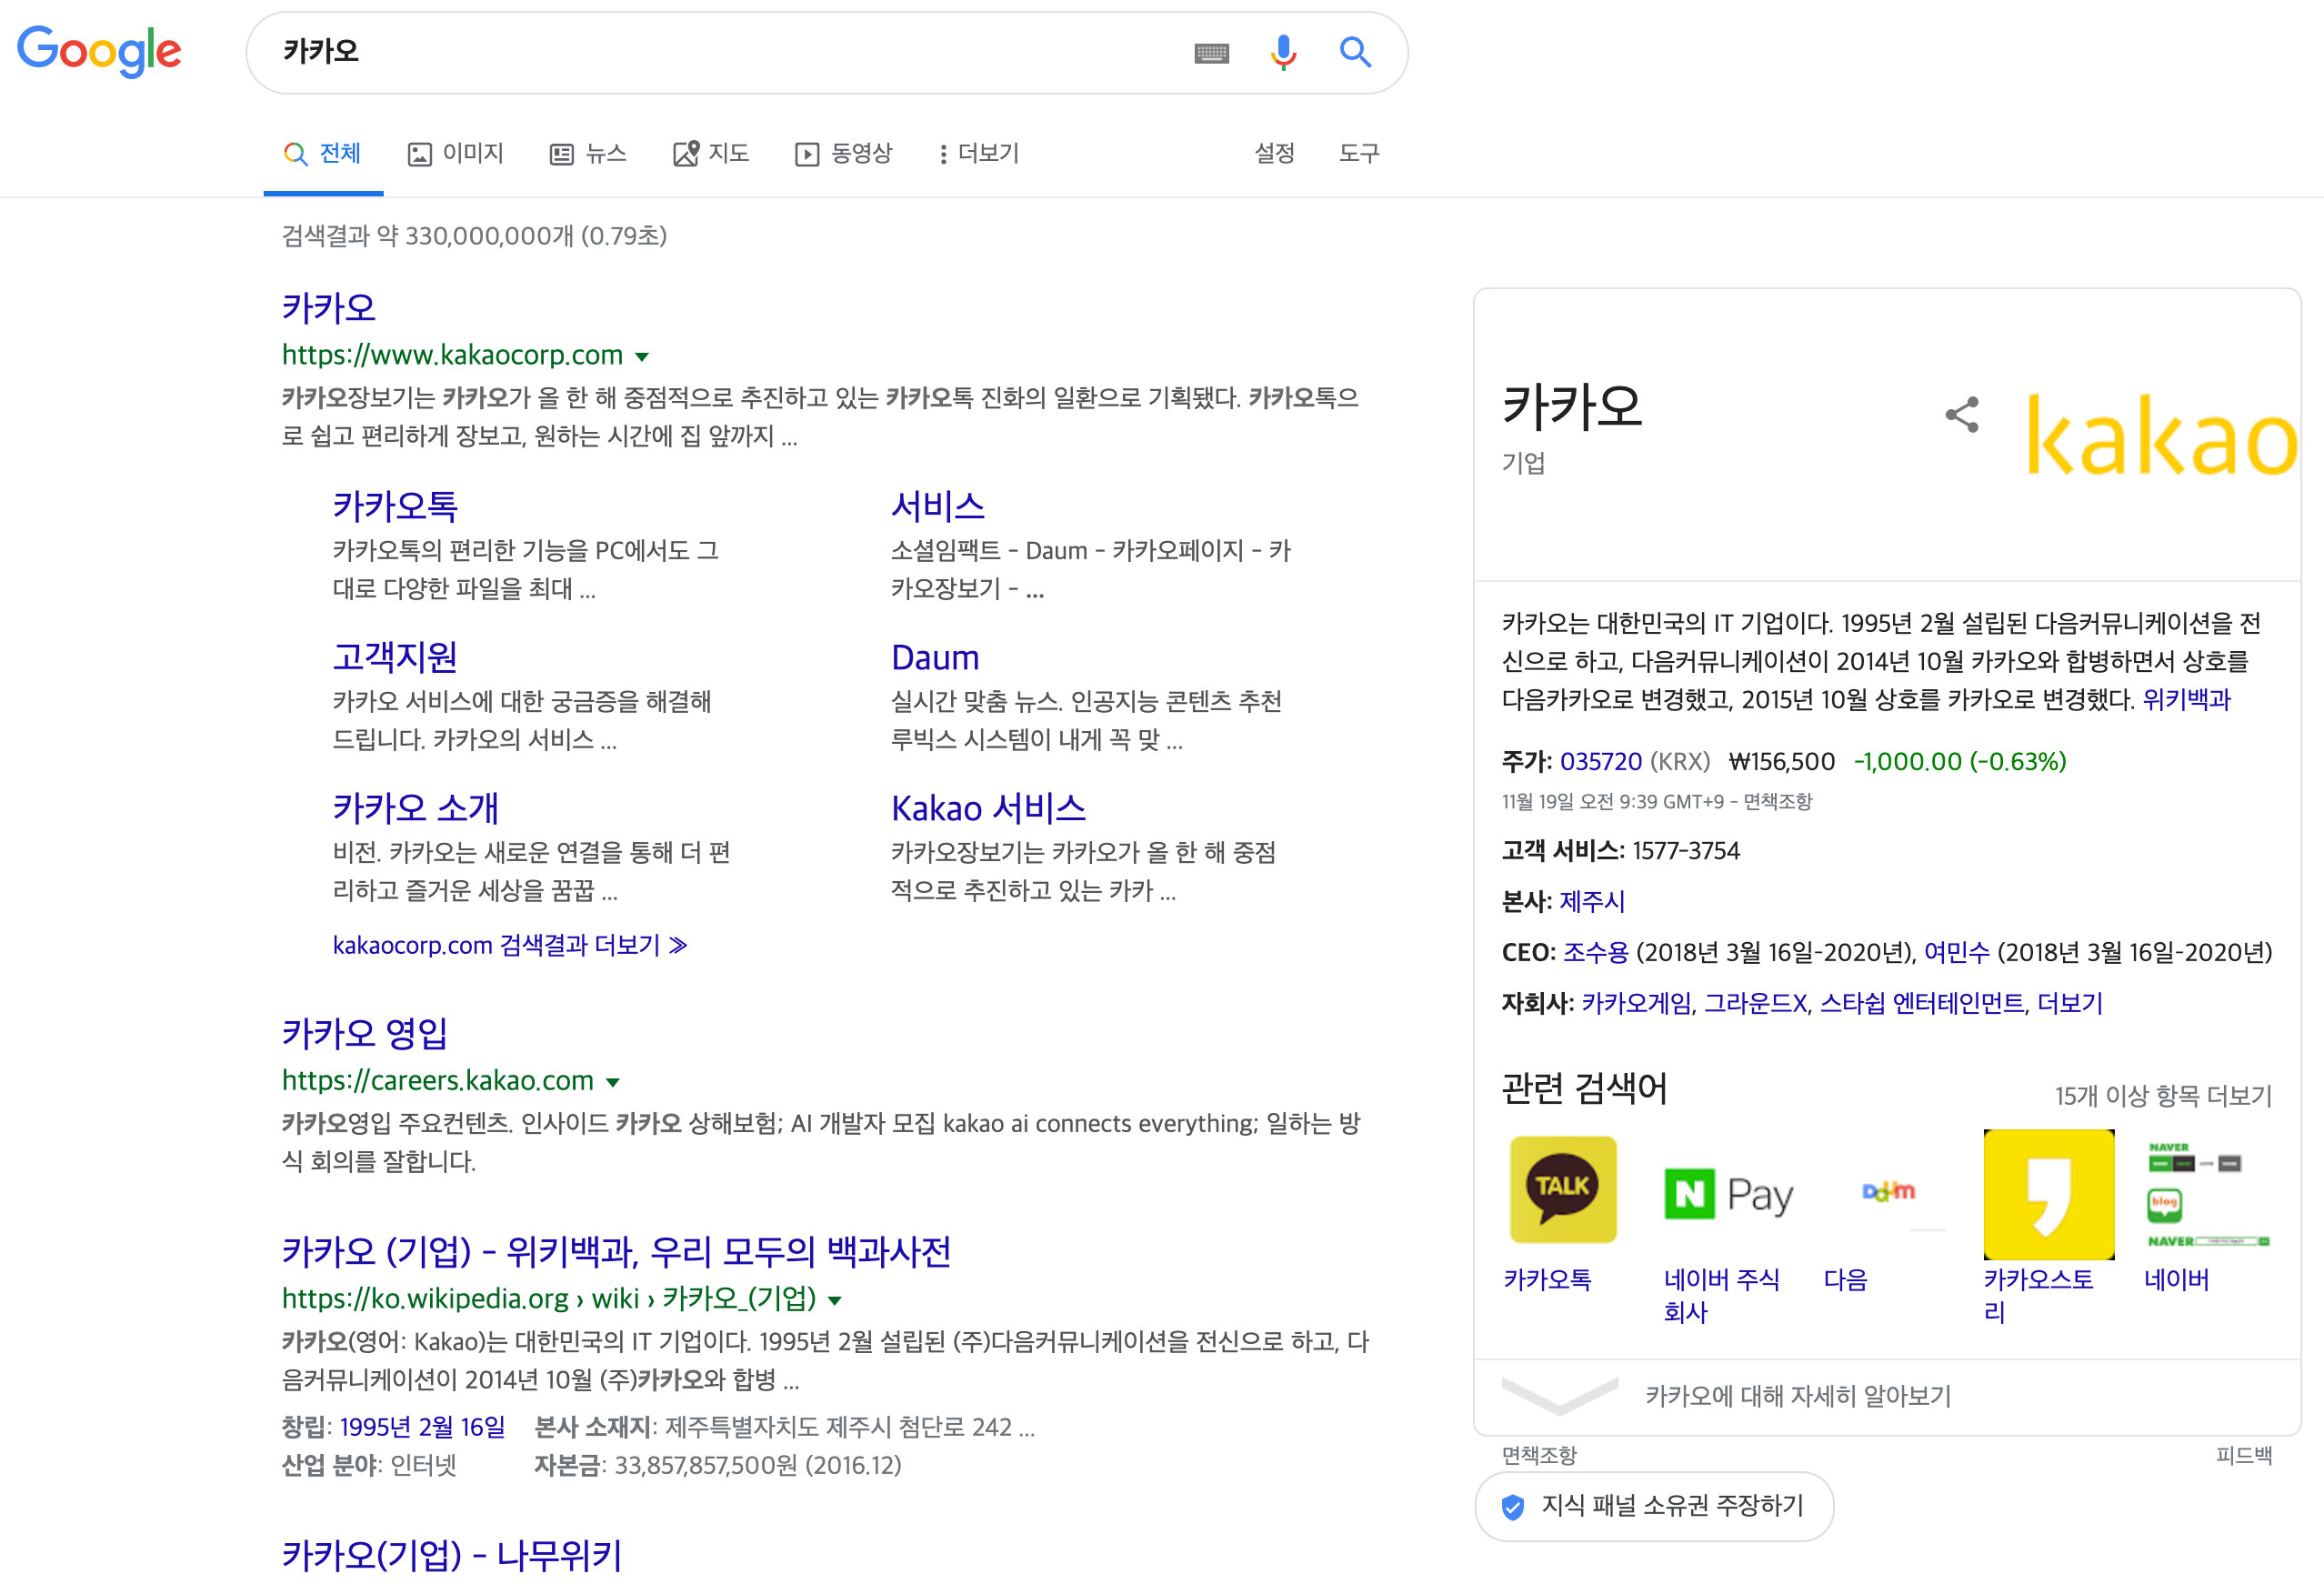 Google
카카오
전체
이미지
뉴스
지도
동영상
더보기
설정
도구
검색결과 약 330,000,000개 (0.79초)
카카오
https://www.kakaocorp.com
카카오장보기는 카카오가 올 한 해 중점적으로 추진하고 있는 카카오톡 진화의 일환으로 기획됐다. 카카오톡으
로 쉽고 편리하게 장보고, 원하는 시간에 집 앞까지 ...
카카오톡
카카오톡의 편리한 기능을 PC에서도 그
대로 다양한 파일을 최대 ...
서비스
소셜임팩트 - Daum - 카카오페이지 - 카
카오장보기 - ...
고객지원
카카오 서비스에 대한 궁금증을 해결해
드립니다. 카카오의 서비스 ...
Daum
실시간 맞춤 뉴스. 인공지능 콘텐츠 추천
루빅스 시스템이 내게 꼭 맞 ...
카카오 소개
비전. 카카오는 새로운 연결을 통해 더 편
리하고 즐거운 세상을 꿈꿉 ...
Kakao 서비스
카카오장보기는 카카오가 올 한 해 중점
적으로 추진하고 있는 카카 ...
kakaocorp.com 검색결과 더보기 ≫
카카오 영입
https://careers.kakao.com
카카오영입 주요컨텐츠. 인사이드 카카오 상해보험; AI 개발자 모집 kakao ai connects everything; 일하는 방
식 회의를 잘합니다.
카카오 (기업) - 위키백과, 우리 모두의 백과사전
https://ko.wikipedia.org › wiki › 카카오_(기업)
카카오(영어: Kakao)는 대한민국의 IT 기업이다. 1995년 2월 설립된 (주)다음커뮤니케이션을 전신으로 하고, 다
음커뮤니케이션이 2014년 10월 (주)카카오와 합병 ...
창립: 1995년 2월 16일 본사 소재지: 제주특별자치도 제주시 첨단로 242 ...
산업 분야: 인터넷 자본금: 33,857,857,500원 (2016.12)
카카오(기업) - 나무위키
카카오
기업
kakao
카카오는 대한민국의 IT 기업이다. 1995년 2월 설립된 다음커뮤니케이션을 전
신으로 하고, 다음커뮤니케이션이 2014년 10월 카카오와 합병하면서 상호를
다음카카오로 변경했고, 2015년 10월 상호를 카카오로 변경했다. 위키백과
주가: 035720 (KRX) ₩156,500 -1,000.00 (-0.63%)
11월 19일 오전 9:39 GMT+9 - 면책조항
고객 서비스: 1577-3754
본사: 제주시
CEO: 조수용 (2018년 3월 16일-2020년), 여민수 (2018년 3월 16일-2020년)
자회사: 카카오게임, 그라운드X, 스타쉽 엔터테인먼트, 더보기
관련 검색어
15개 이상 항목 더보기
TALK
N Pay
Daum
NAVER
blog
NAVER
카카오톡
네이버 주식
회사
다음
카카오스토
리
네이버
카카오에 대해 자세히 알아보기
면책조항
피드백
지식 패널 소유권 주장하기